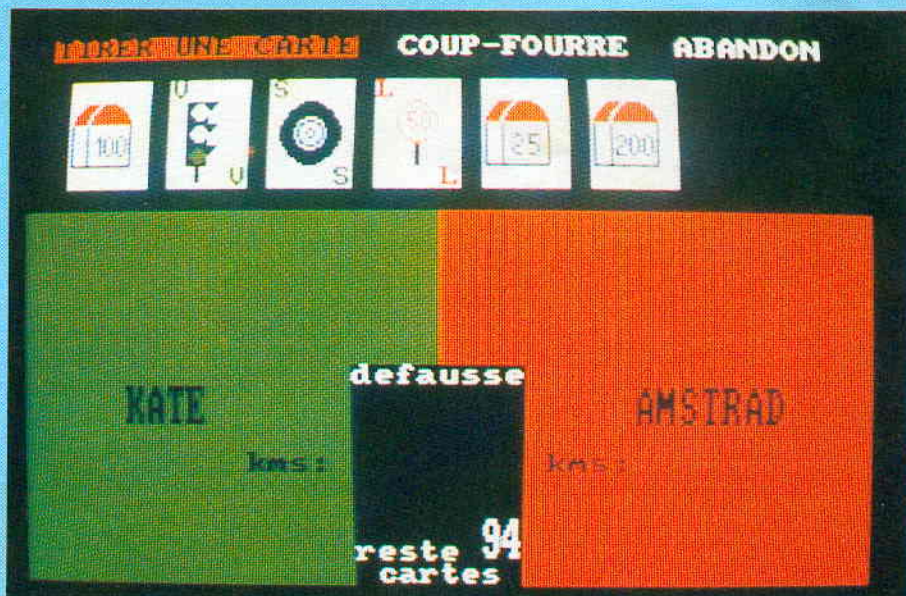 TIRER UNE CARTE COUP-FOURRE ABANDON
V S L
100 50 25 200
V S L
defausse
KATE AMSTRAD
kms: kms:
reste 94
cartes